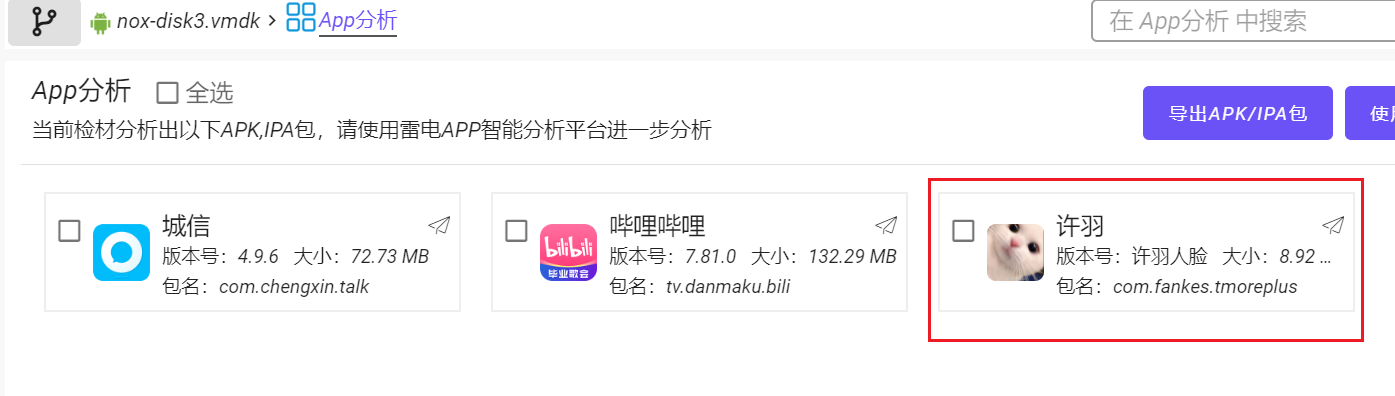 nox-disk3.vmdk > App分析
在 App分析 中搜索
App分析 全选
当前检材分析出以下APK,IPA包，请使用雷电APP智能分析平台进一步分析
导出APK/IPA包
使用
城信
版本号：4.9.6 大小：72.73 MB
包名：com.chengxin.talk
bilibili
毕业歌会
哔哩哔哩
版本号：7.81.0 大小：132.29 MB
包名：tv.danmaku.bili
许羽
版本号：许羽人脸 大小：8.92 ...
包名：com.fankes.tmoreplus